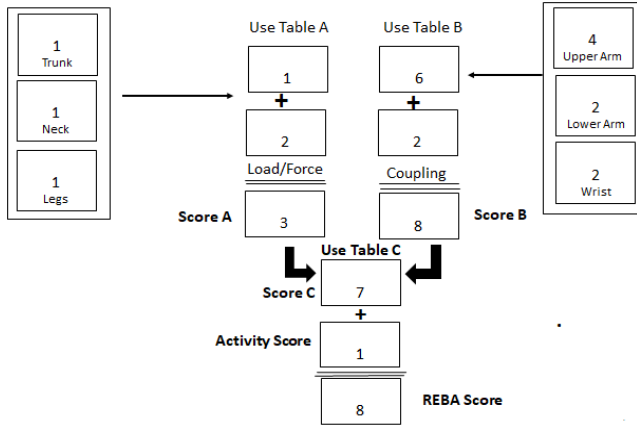 Use Table A
Use Table B
1
Trunk
1
Neck
1
Legs
1
+
2
Load/Force
Score A
3
6
+
2
Coupling
8
Score B
4
Upper Arm
2
Lower Arm
2
Wrist
Use Table C
Score C
7
+
Activity Score
1
8
REBA Score